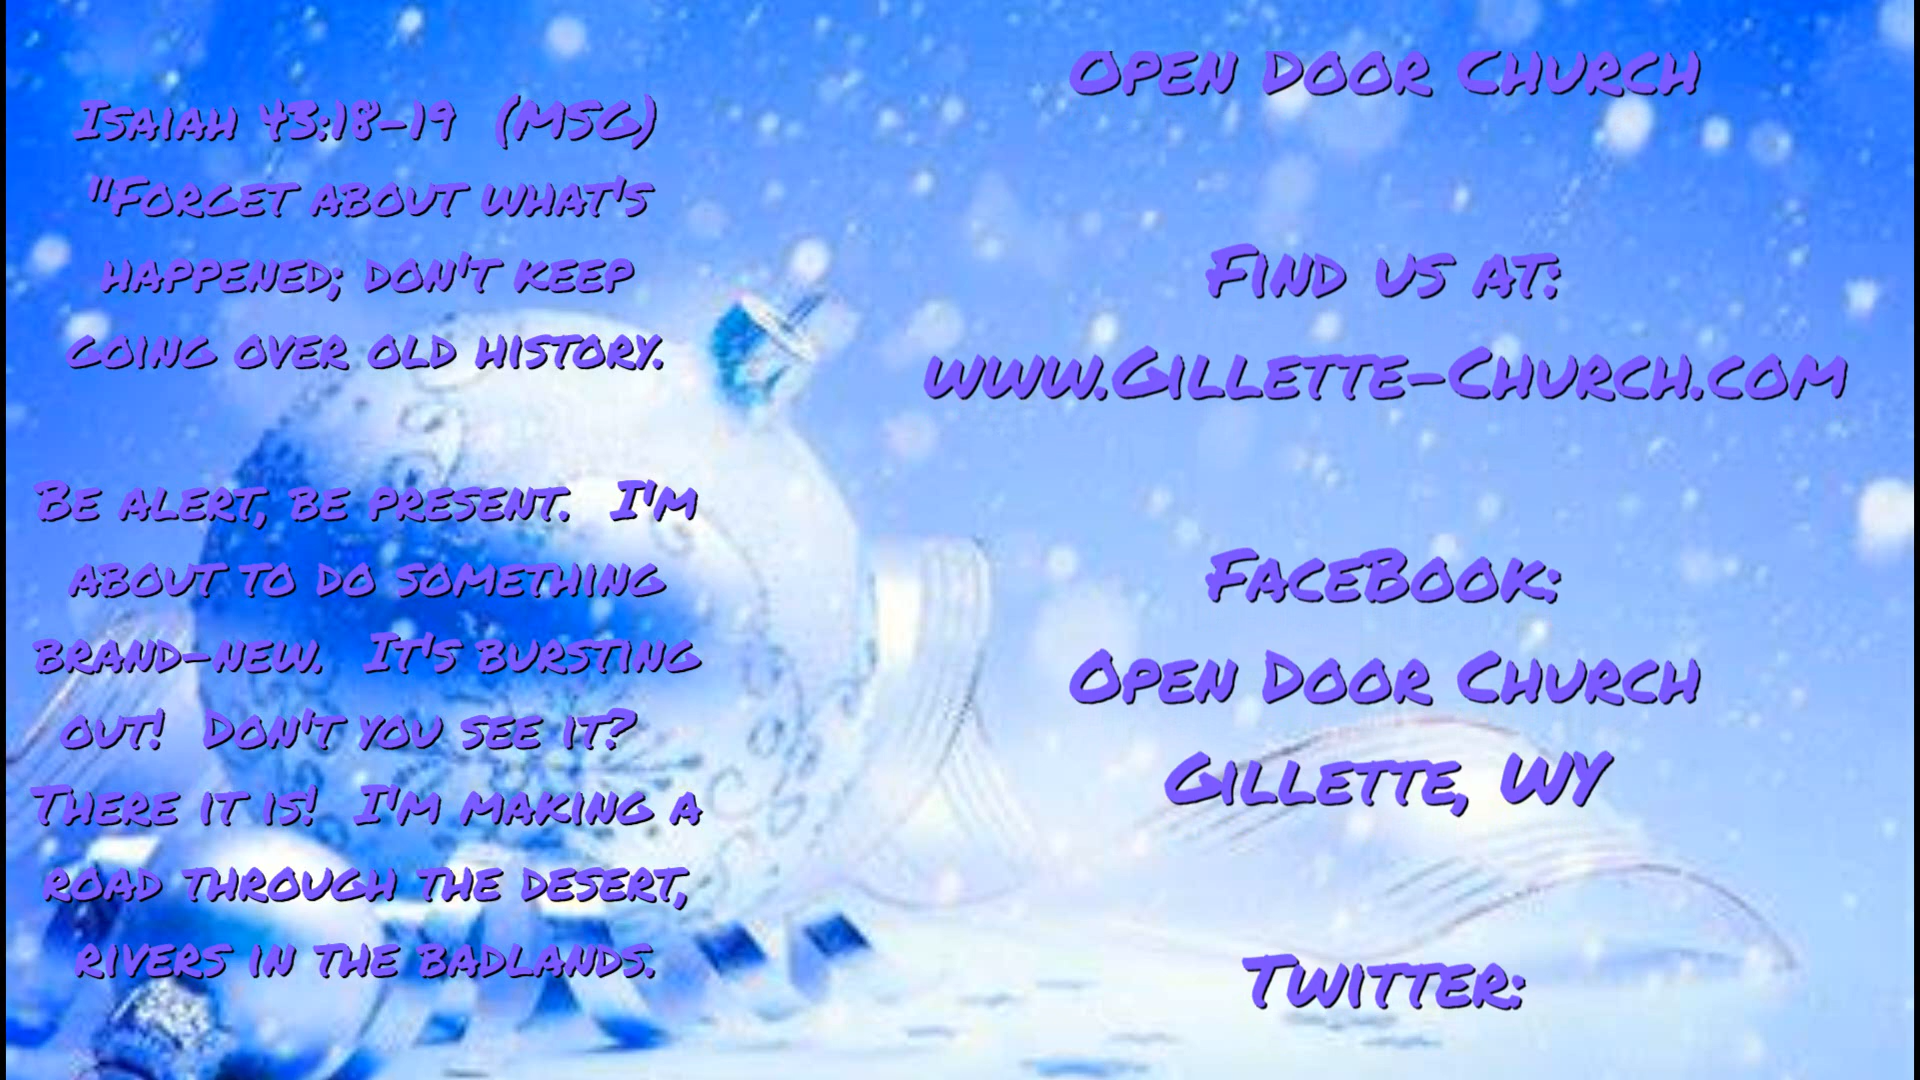 Isaiah 43:18-19 (MSG)
"Forget about what's
happened; don't keep
going over old history.
Be alert, be present. I'm
about to do something
brand-new. It's bursting
out! Don't you see it?
There it is! I'm making a
road through the desert,
rivers in the badlands.
Open Door Church
Find us at:
www.Gillette-Church.com
FaceBook:
Open Door Church
Gillette, WY
Twitter: